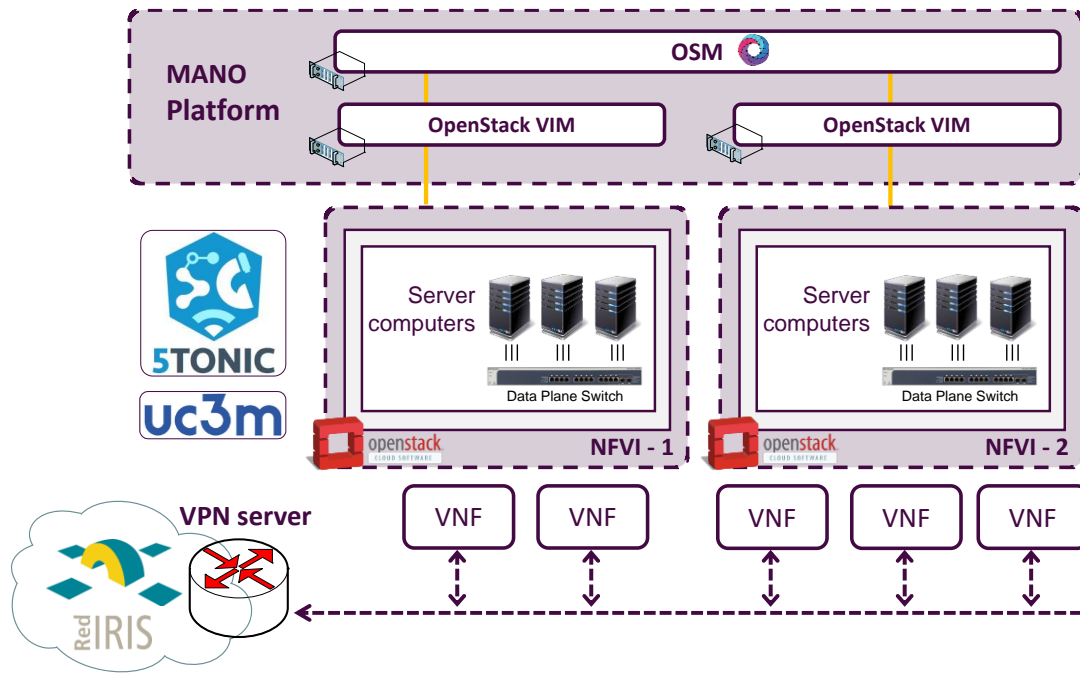 OSM
MANO
Platform
OpenStack VIM
OpenStack VIM
Server
computers
Data Plane Switch
Server
computers
Data Plane Switch
5G
5TONIC
uc3m
openstack
CLOUD SOFTWARE
NFVI - 1
openstack
CLOUD SOFTWARE
NFVI - 2
VPN server
VNF
VNF
VNF
VNF
VNF
Red IRIS